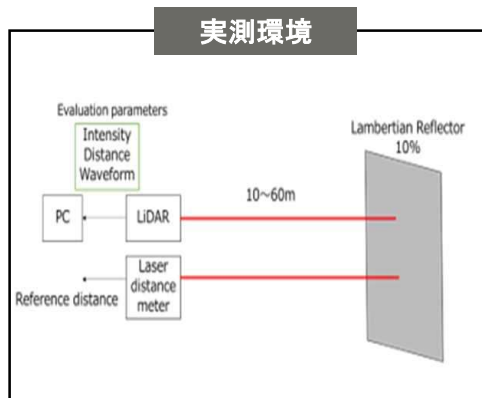 実測環境
Evaluation parameters
Intensity
Distance
Waveform
Lambertian Reflector
10%
PC
LiDAR
10～60m
Laser
distance
meter
Reference distance